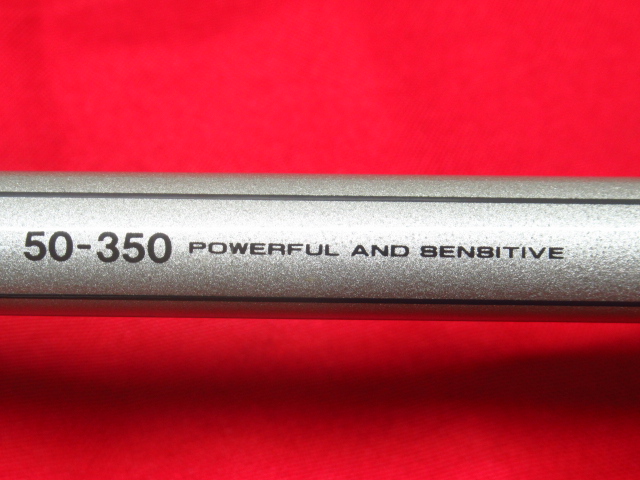 50-350 POWERFUL AND SENSITIVE